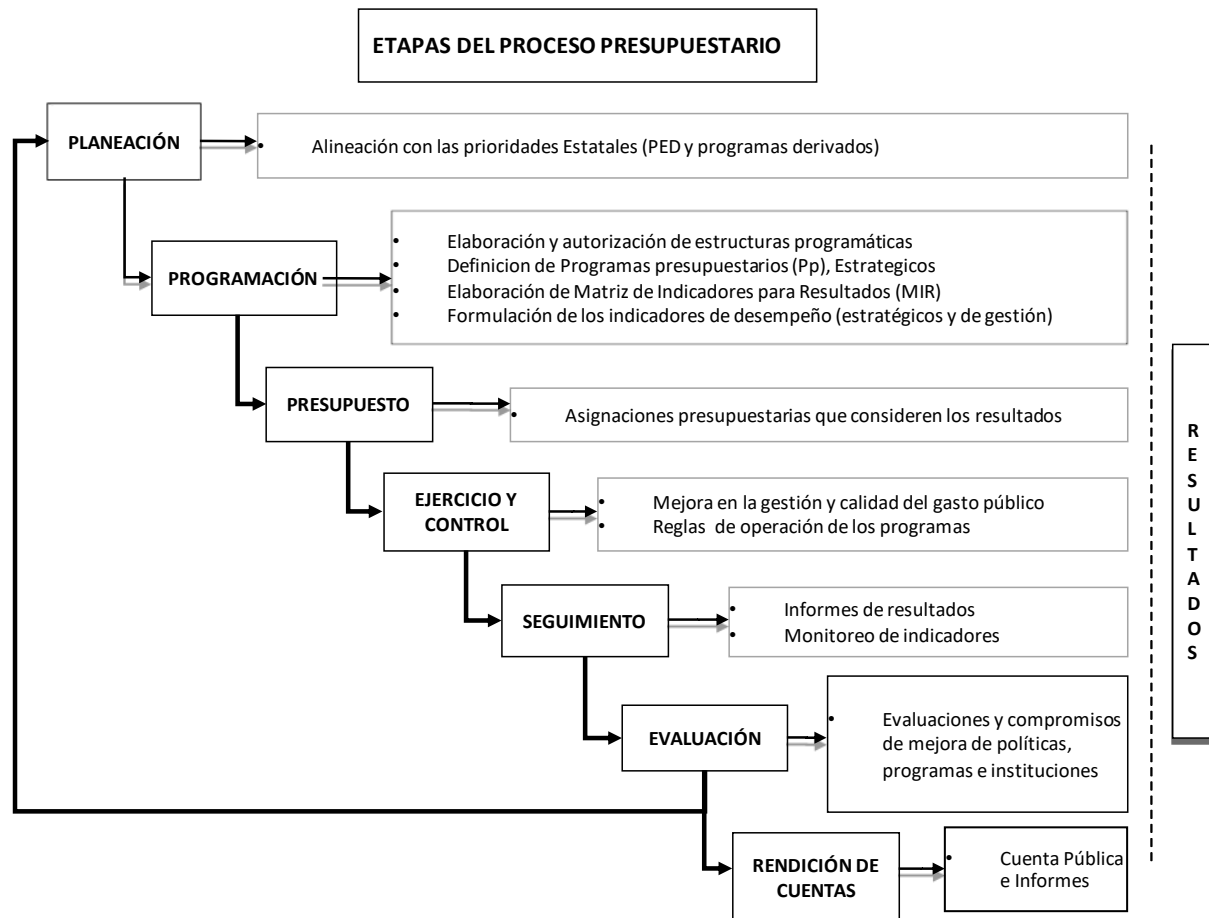 ETAPAS DEL PROCESO PRESUPUESTARIO
PLANEACIÓN
• Alineación con las prioridades Estatales (PED y programas derivados)
PROGRAMACIÓN
• Elaboración y autorización de estructuras programáticas
• Definicion de Programas presupuestarios (Pp), Estrategicos
• Elaboración de Matriz de Indicadores para Resultados (MIR)
• Formulación de los indicadores de desempeño (estratégicos y de gestión)
PRESUPUESTO
• Asignaciones presupuestarias que consideren los resultados
EJERCICIO Y
CONTROL
• Mejora en la gestión y calidad del gasto público
• Reglas de operación de los programas
SEGUIMIENTO
• Informes de resultados
• Monitoreo de indicadores
EVALUACIÓN
• Evaluaciones y compromisos
de mejora de políticas,
programas e instituciones
RENDICIÓN DE
CUENTAS
• Cuenta Pública
e Informes
R
E
S
U
L
T
A
D
O
S